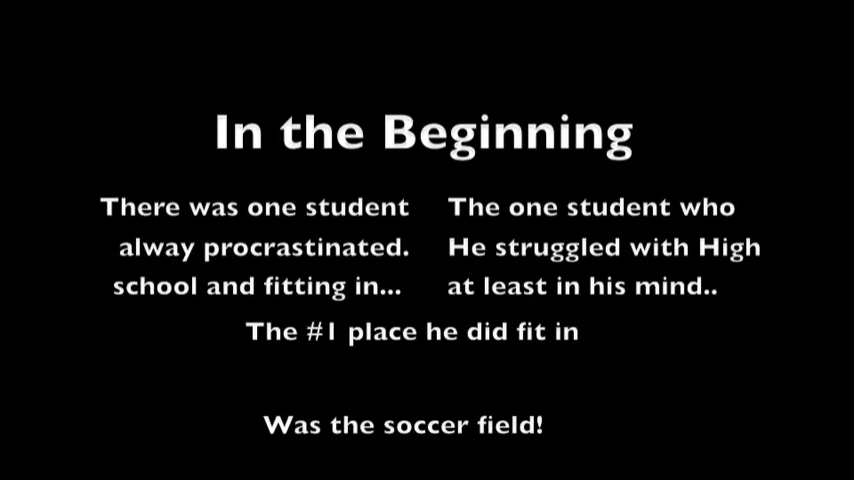 In the Beginning
There was one student The one student who
alway procrastinated. He struggled with High
school and fitting in... at least in his mind..
The #1 place he did fit in
Was the soccer field!